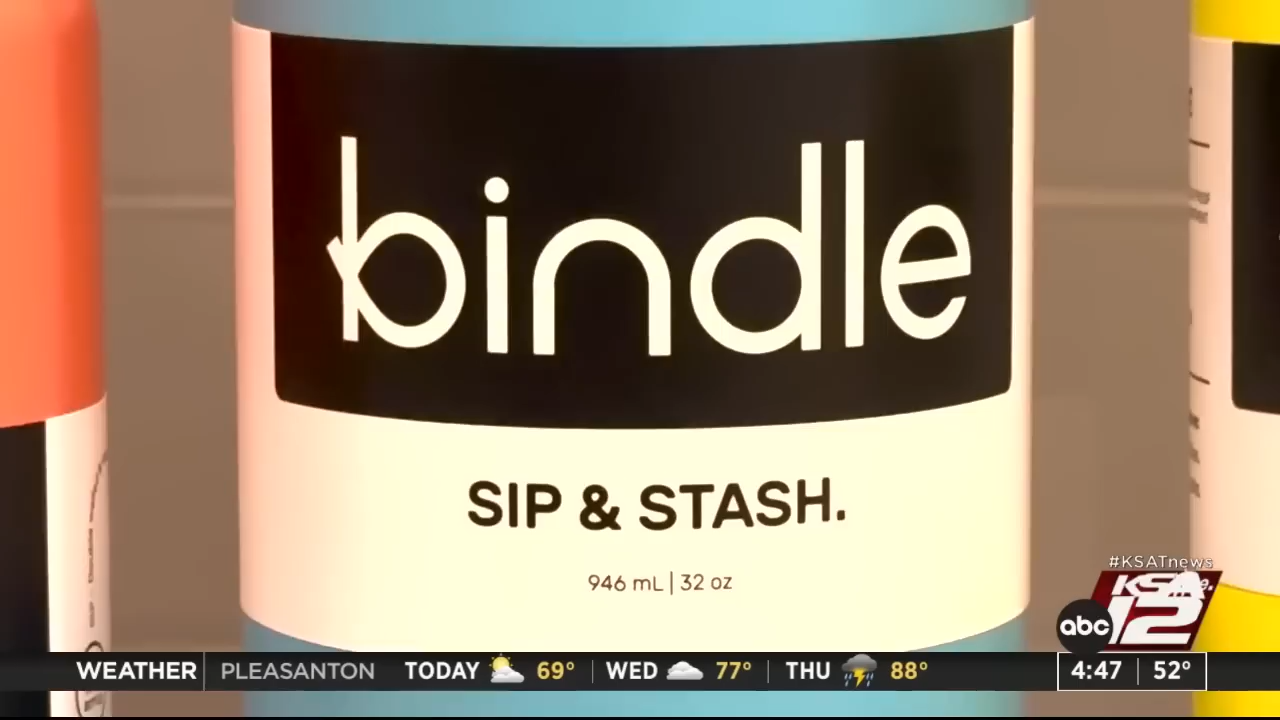 bindle
SIP & STASH.
946 mL | 32 oz
#KSATnews
KSAT
12
abc
WEATHER PLEASANTON TODAY 69° WED 77° THU 88° 4:47 52°